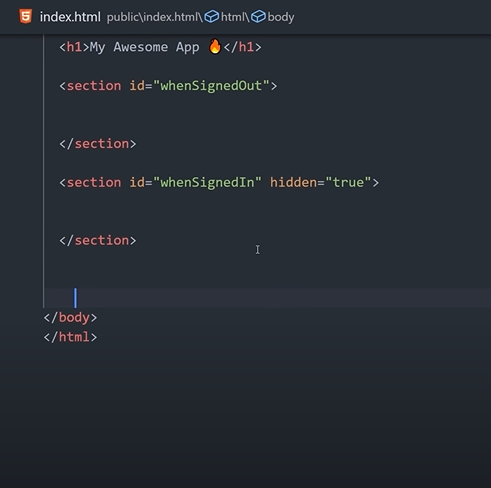 index.html public\index.html\html\body
<h1>My Awesome App 🔥</h1>
<section id="whenSignedOut">
</section>
<section id="whenSignedIn" hidden="true">
</section>
</body>
</html>